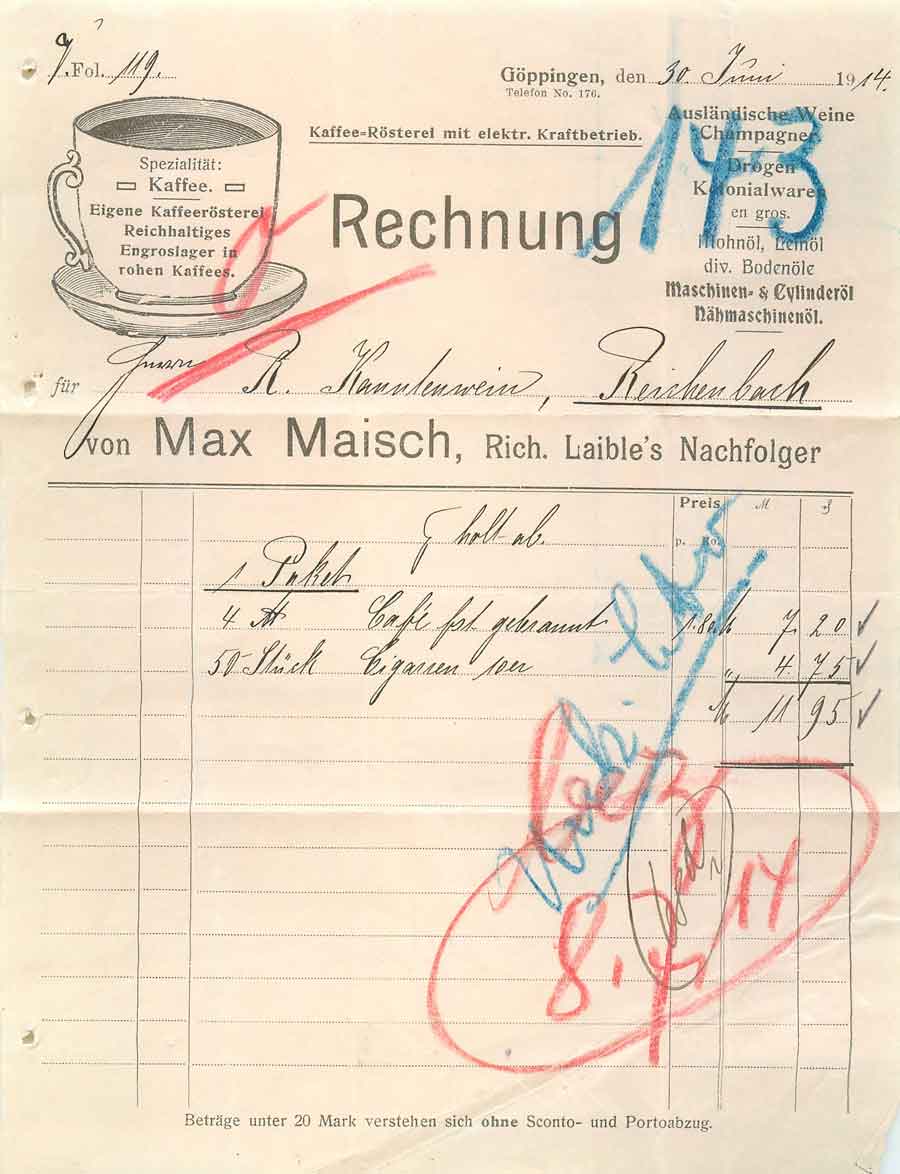 Fol. 119.
Göppingen, den 30. Juni 1914.
Telefon No. 176.
Kaffee-Rösterei mit elektr. Kraftbetrieb.
Spezialität:
Kaffee.
Eigene Kaffeerösterei
Reichhaltiges
Engroslager in
rohen Kaffees.
Rechnung
Ausländische Weine
Champagner
Drogen
Kolonialwaren
en gros.
Mohnöl, Leinöl
div. Bodenöle
Maschinen- & Cylinderöl
Nähmaschinenöl.
143
für Herrn R. Kanntenwein, Reichenbach
von Max Maisch, Rich. Laible's Nachfolger
Preis M ₰
p. Ko.
holt ab.
1 Paket
4 ℔ Café fst gebrannt 1.80 M 7. 20
50 Stück Cigarren 10er „ 4. 75
M 11 95
8. 7. 14
Beträge unter 20 Mark verstehen sich ohne Sconto- und Portoabzug.